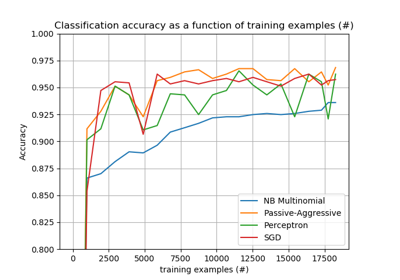 Classification accuracy as a function of training examples (#)
1.000
0.975
0.950
0.925
0.900
0.875
0.850
0.825
0.800
Accuracy
NB Multinomial
Passive-Aggressive
Perceptron
SGD
0 2500 5000 7500 10000 12500 15000 17500
training examples (#)